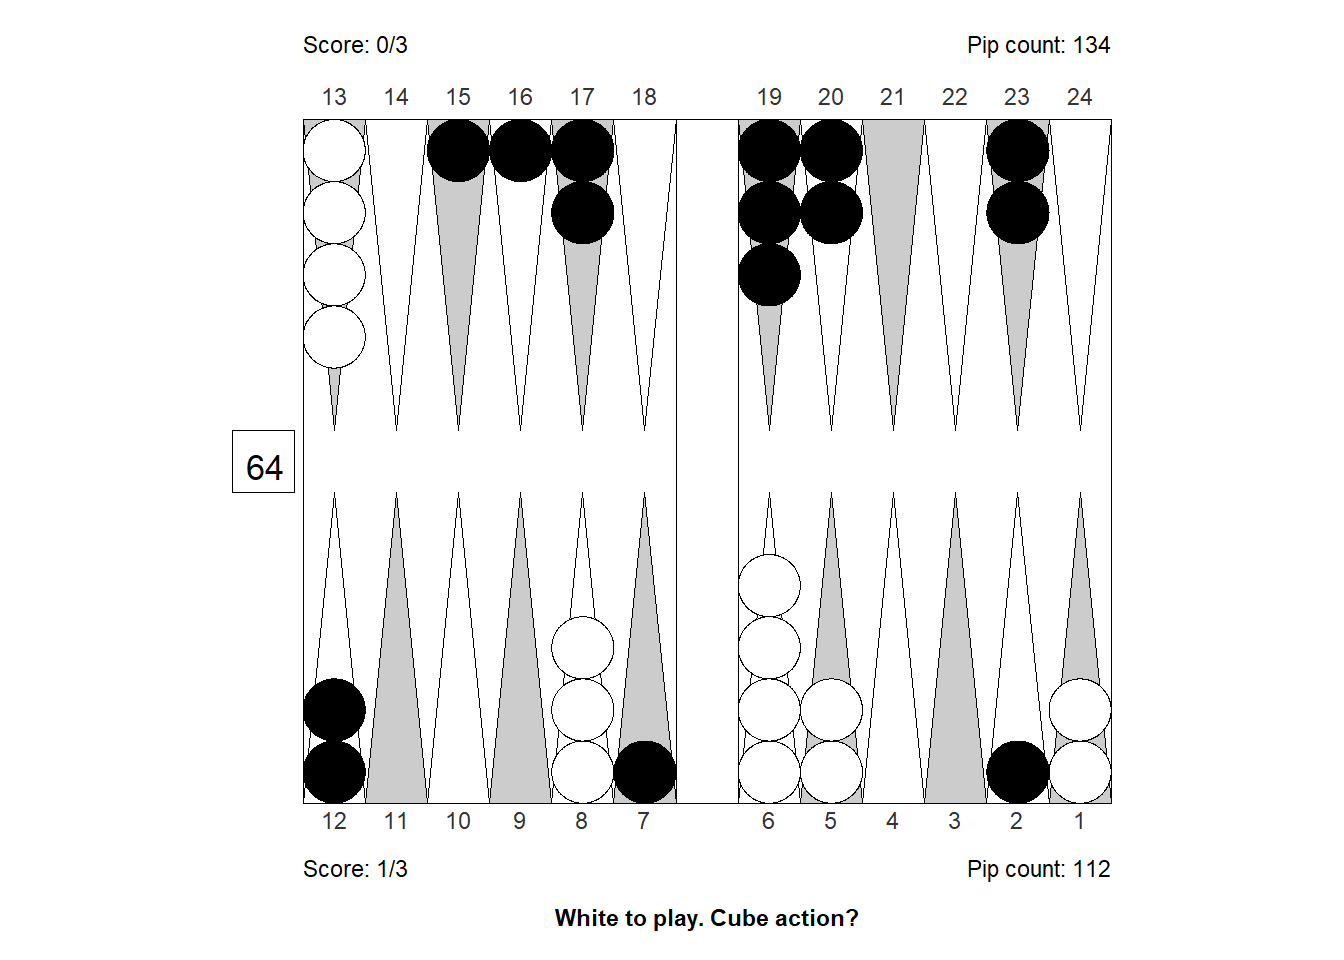 Score: 0/3 Pip count: 134
13 14 15 16 17 18 19 20 21 22 23 24
64
12 11 10 9 8 7 6 5 4 3 2 1
Score: 1/3 Pip count: 112
White to play. Cube action?